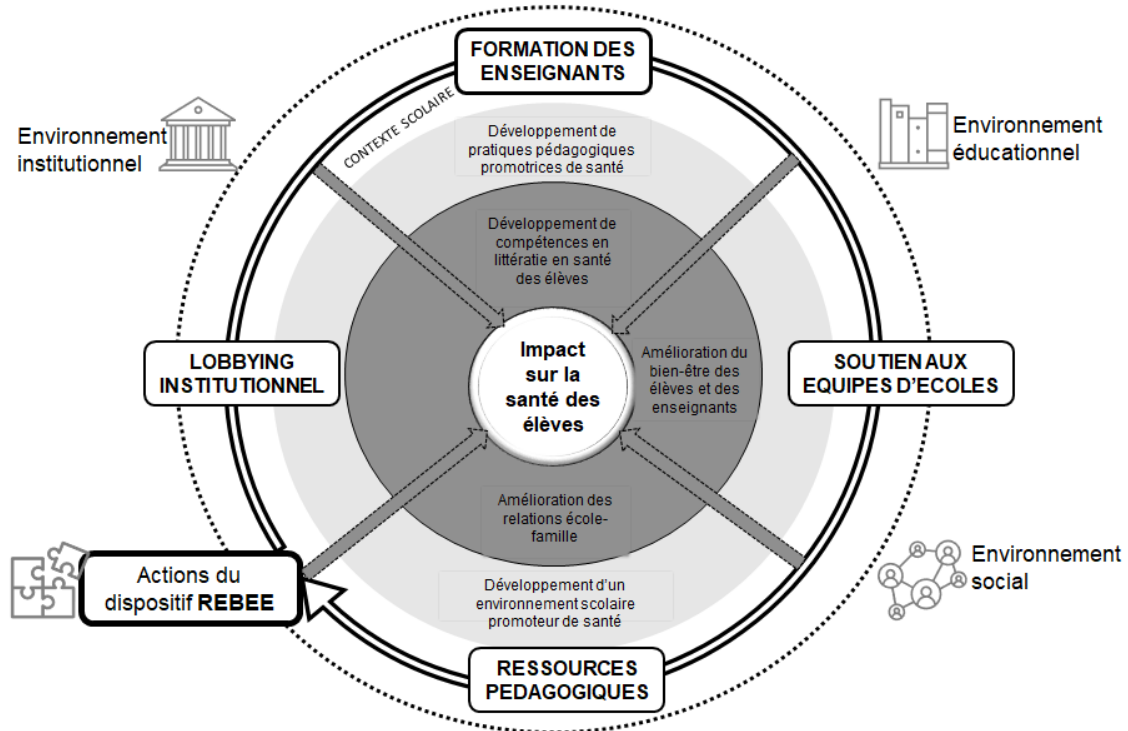 FORMATION DES
ENSEIGNANTS
CONTEXTE SCOLAIRE
Environnement
institutionnel
Environnement
éducationnel
Développement de
pratiques pédagogiques
promotrices de santé
Développement de
compétences en
littératie en santé
des élèves
LOBBYING
INSTITUTIONNEL
Impact
sur la
santé des
élèves
Amélioration du
bien-être des
élèves et des
enseignants
SOUTIEN AUX
EQUIPES D'ECOLES
Amélioration des
relations école-
famille
Actions du
dispositif REBEE
Développement d'un
environnement scolaire
promoteur de santé
Environnement
social
RESSOURCES
PEDAGOGIQUES